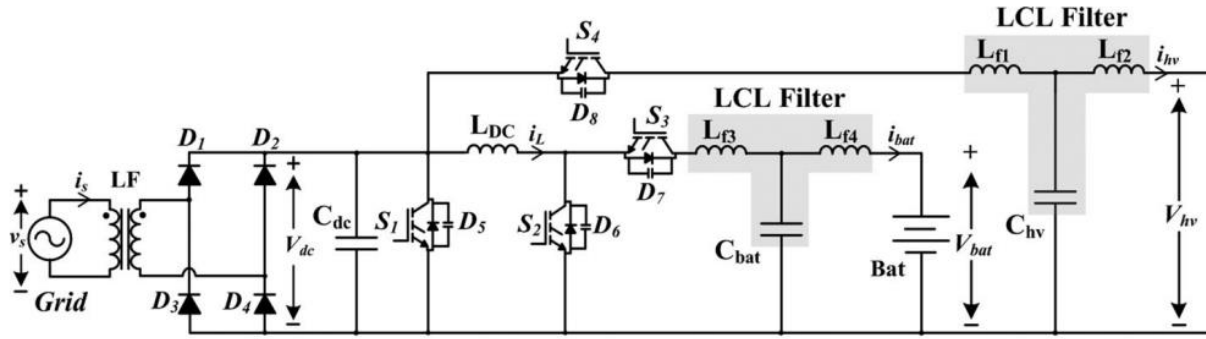 LCL Filter
S4
Lf1
Lf2
ihv
+
D8
LCL Filter
S3
D1
D2
LDC
iL
Lf3
Lf4
ibat
+
is
LF
+
D7
+
vs
Vdc
Cdc
S1
D5
S2
D6
Cbat
Bat
Vbat
Chv
Vhv
−
Grid
D3
D4
−
−
−